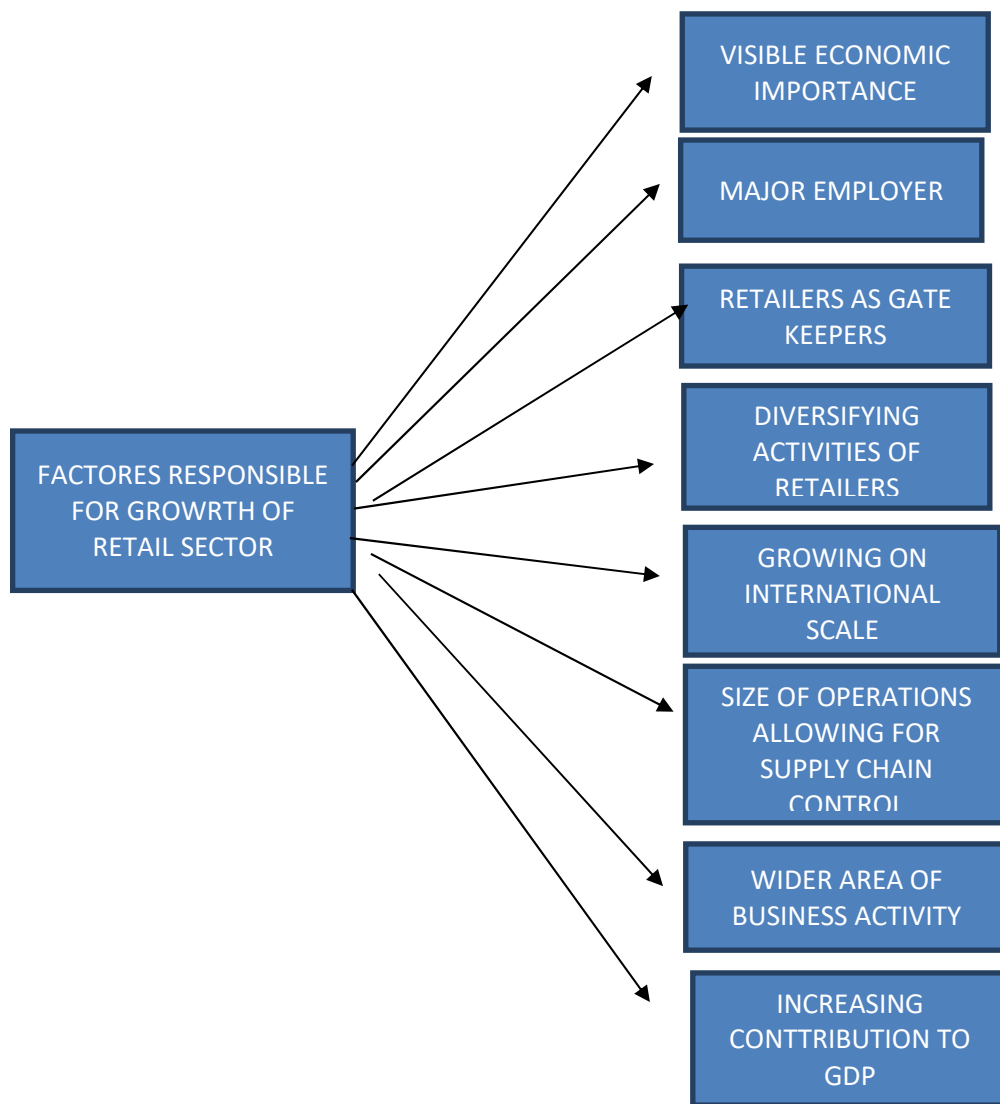 VISIBLE ECONOMIC
IMPORTANCE
MAJOR EMPLOYER
RETAILERS AS GATE
KEEPERS
DIVERSIFYING
ACTIVITIES OF
RETAILERS
FACTORES RESPONSIBLE
FOR GROWRTH OF
RETAIL SECTOR
GROWING ON
INTERNATIONAL
SCALE
SIZE OF OPERATIONS
ALLOWING FOR
SUPPLY CHAIN
CONTROL
WIDER AREA OF
BUSINESS ACTIVITY
INCREASING
CONTTRIBUTION TO
GDP